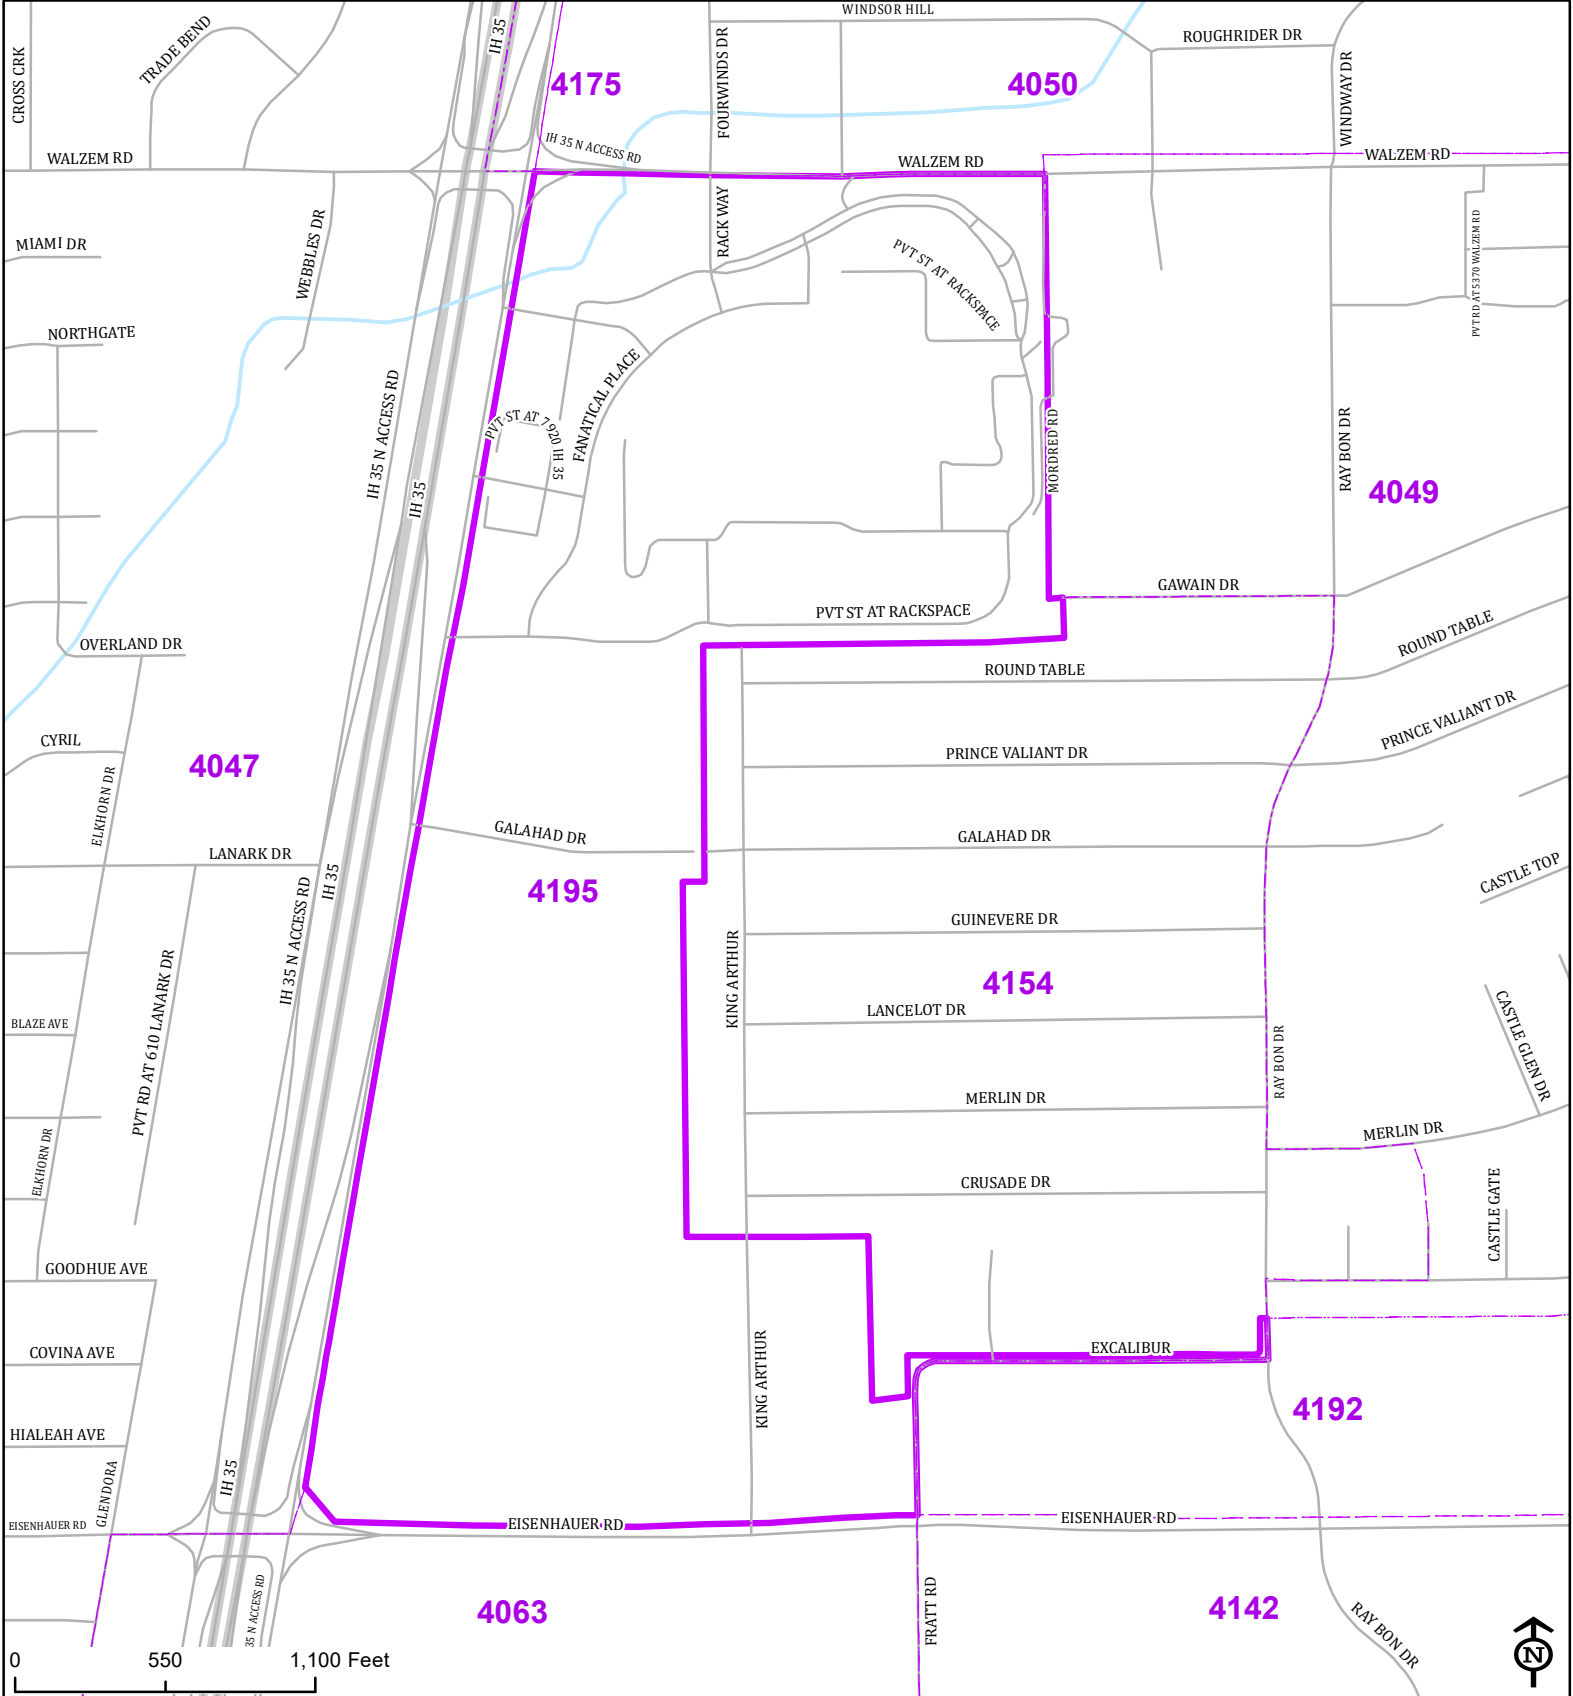 WINDSOR HILL
CROSS CRK
TRADE BEND
IH 35
FOURWINDS DR
ROUGHRIDER DR
WINDWAY DR
4175
4050
IH 35 N ACCESS RD
WALZEM RD
WALZEM RD
WALZEM RD
MIAMI DR
WEBBLES DR
RACK WAY
PVT ST AT RACKSPACE
PVT RD AT 5370 WALZEM RD
NORTHGATE
IH 35 N ACCESS RD
IH 35
PVT ST AT 7920 IH 35
FANATICAL PLACE
MORDRED RD
RAY BON DR
4049
GAWAIN DR
PVT ST AT RACKSPACE
OVERLAND DR
ROUND TABLE
ROUND TABLE
CYRIL
4047
ELKHORN DR
PRINCE VALIANT DR
PRINCE VALIANT DR
GALAHAD DR
GALAHAD DR
LANARK DR
IH 35
IH 35 N ACCESS RD
4195
CASTLE TOP
GUINEVERE DR
KING ARTHUR
4154
LANCELOT DR
BLAZE AVE
PVT RD AT 610 LANARK DR
RAY BON DR
CASTLE GLEN DR
MERLIN DR
MERLIN DR
ELKHORN DR
CRUSADE DR
CASTLE GATE
GOODHUE AVE
COVINA AVE
KING ARTHUR
EXCALIBUR
4192
HIALEAH AVE
GLENDORA
IH 35
EISENHAUER RD
EISENHAUER RD
EISENHAUER RD
35 N ACCESS RD
4063
FRATT RD
4142
RAY BON DR
0 550 1,100 Feet
N